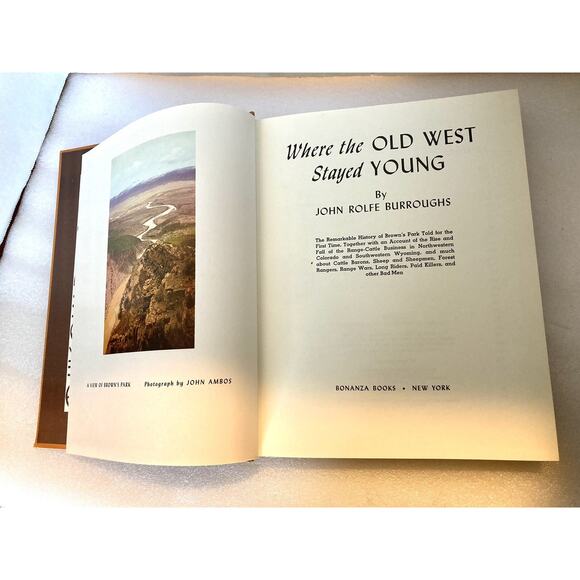 A VIEW OF BROWN'S PARK Photograph by JOHN AMBOS
Where the OLD WEST
Stayed YOUNG
By
JOHN ROLFE BURROUGHS
The Remarkable History of Brown's Park Told for the
First Time, Together with an Account of the Rise and
Fall of the Range-Cattle Business in Northwestern
Colorado and Southwestern Wyoming, and much
about Cattle Barons, Sheep and Sheepmen, Forest
Rangers, Range Wars, Long Riders, Paid Killers, and
other Bad Men
BONANZA BOOKS • NEW YORK